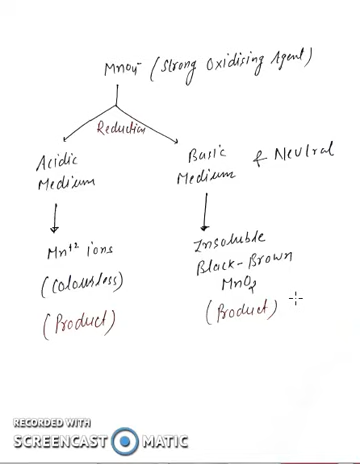 MnO4⁻ (Strong Oxidising Agent)
Reduction
Acidic Medium
Basic Medium & Neutral
Mn+2 ions
(Colourless)
(Product)
Insoluble
Black-Brown
MnO2
(Product)
RECORDED WITH
SCREENCAST MATIC